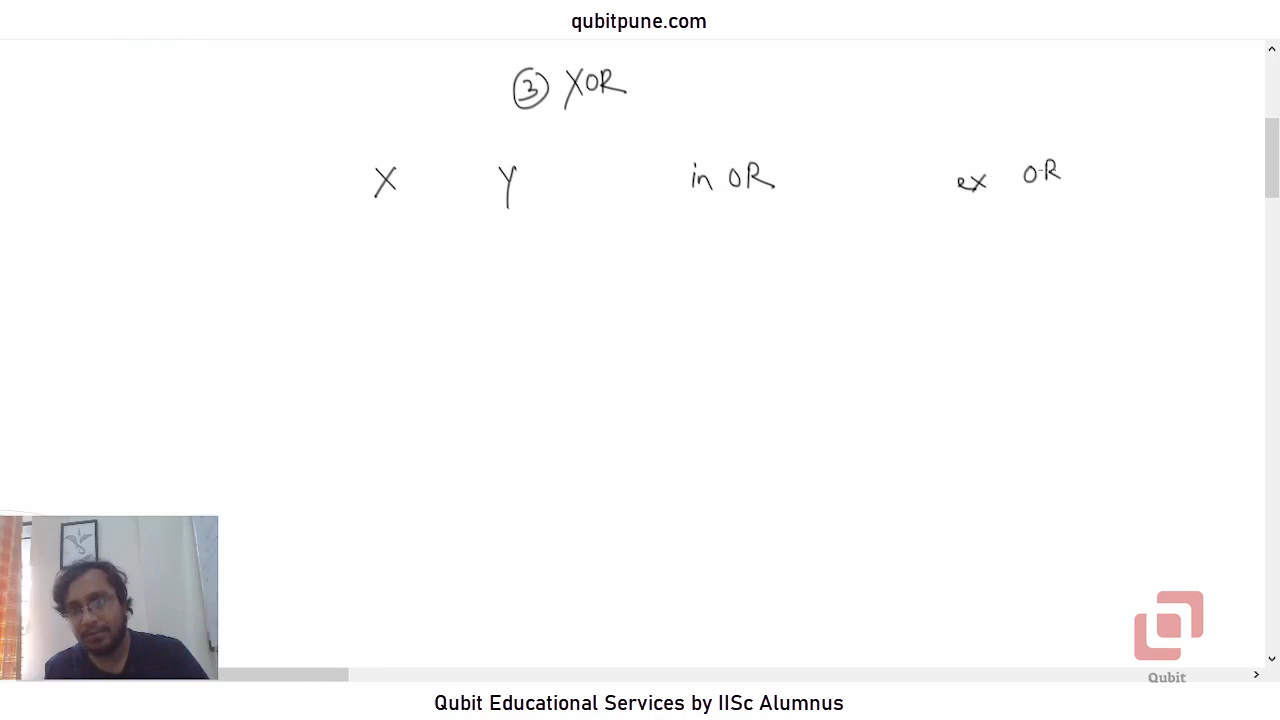 qubitpune.com
③ XOR
X Y in OR ex OR
Qubit
Qubit Educational Services by IISc Alumnus